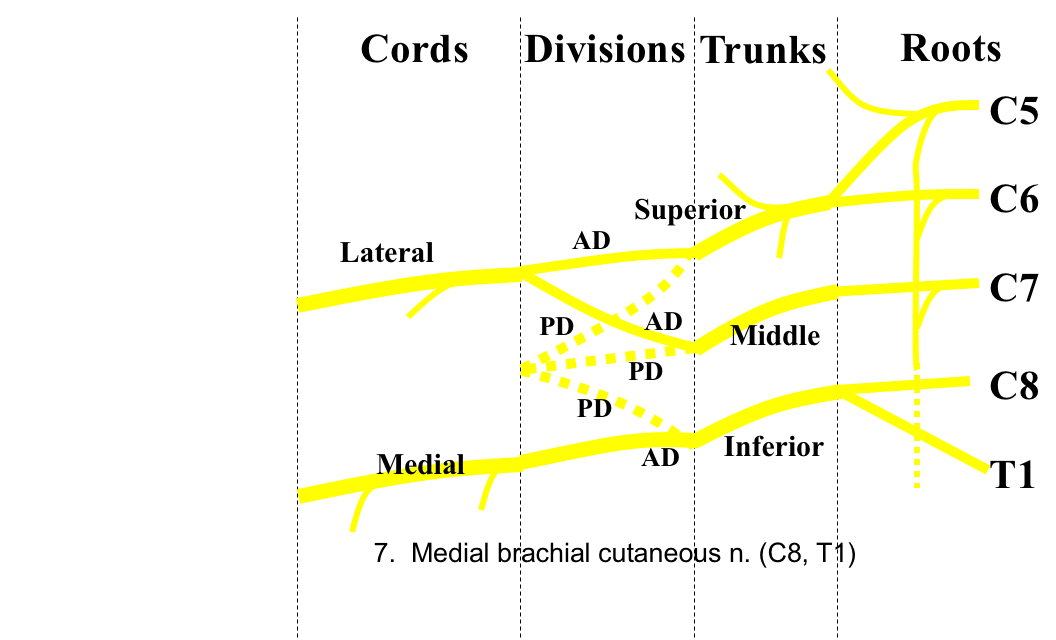 Cords Divisions Trunks Roots
C5
C6
Superior
AD
Lateral
C7
AD
PD
Middle
PD
C8
PD
Inferior
AD
Medial
T1
7. Medial brachial cutaneous n. (C8, T1)